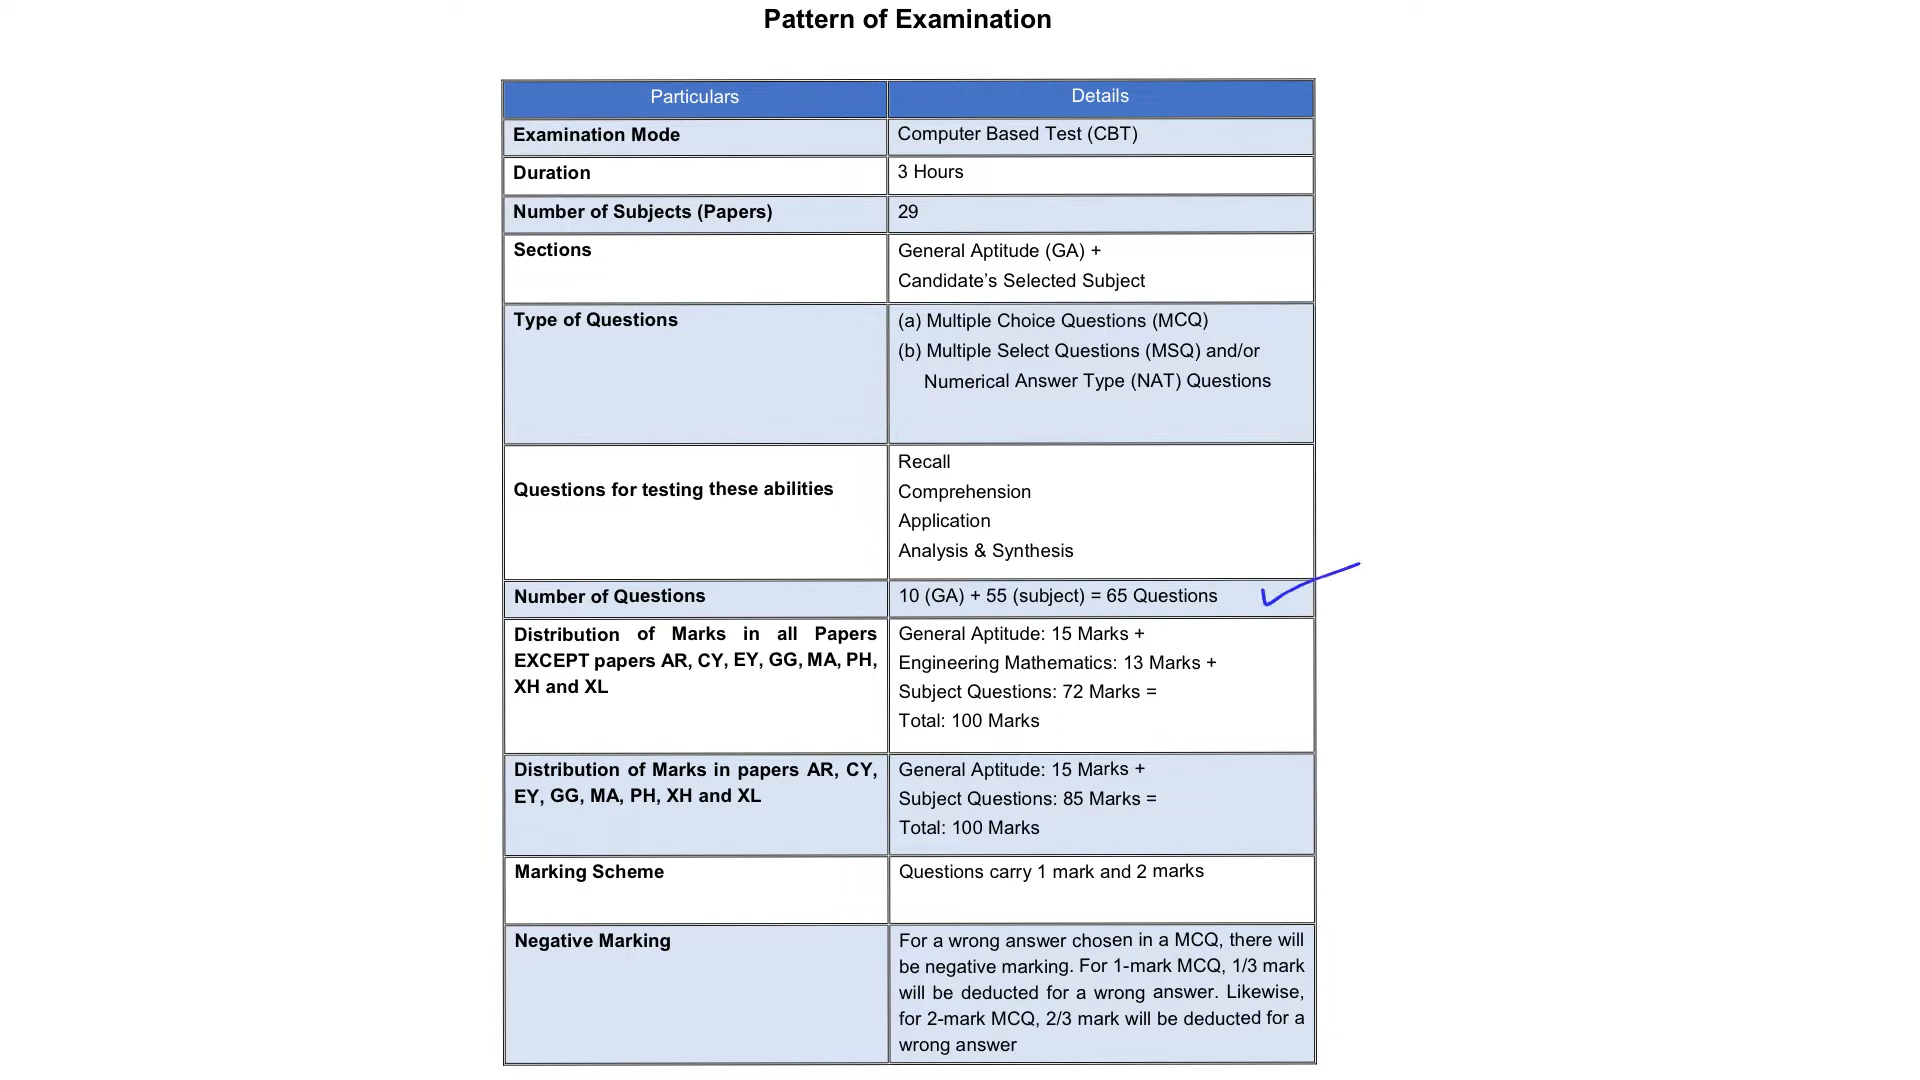 Pattern of Examination
Particulars
Details
Examination Mode
Computer Based Test (CBT)
Duration
3 Hours
Number of Subjects (Papers)
29
Sections
General Aptitude (GA) +
Candidate’s Selected Subject
Type of Questions
(a) Multiple Choice Questions (MCQ)
(b) Multiple Select Questions (MSQ) and/or
Numerical Answer Type (NAT) Questions
Questions for testing these abilities
Recall
Comprehension
Application
Analysis & Synthesis
Number of Questions
10 (GA) + 55 (subject) = 65 Questions
Distribution of Marks in all Papers
EXCEPT papers AR, CY, EY, GG, MA, PH,
XH and XL
General Aptitude: 15 Marks +
Engineering Mathematics: 13 Marks +
Subject Questions: 72 Marks =
Total: 100 Marks
Distribution of Marks in papers AR, CY,
EY, GG, MA, PH, XH and XL
General Aptitude: 15 Marks +
Subject Questions: 85 Marks =
Total: 100 Marks
Marking Scheme
Questions carry 1 mark and 2 marks
Negative Marking
For a wrong answer chosen in a MCQ, there will
be negative marking. For 1-mark MCQ, 1/3 mark
will be deducted for a wrong answer. Likewise,
for 2-mark MCQ, 2/3 mark will be deducted for a
wrong answer